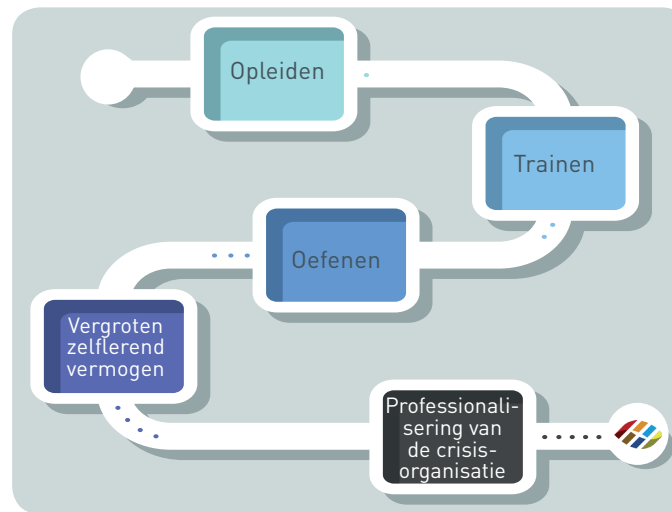 Opleiden
Trainen
Oefenen
Vergroten
zelflerend
vermogen
Professionali-
sering van
de crisis-
organisatie